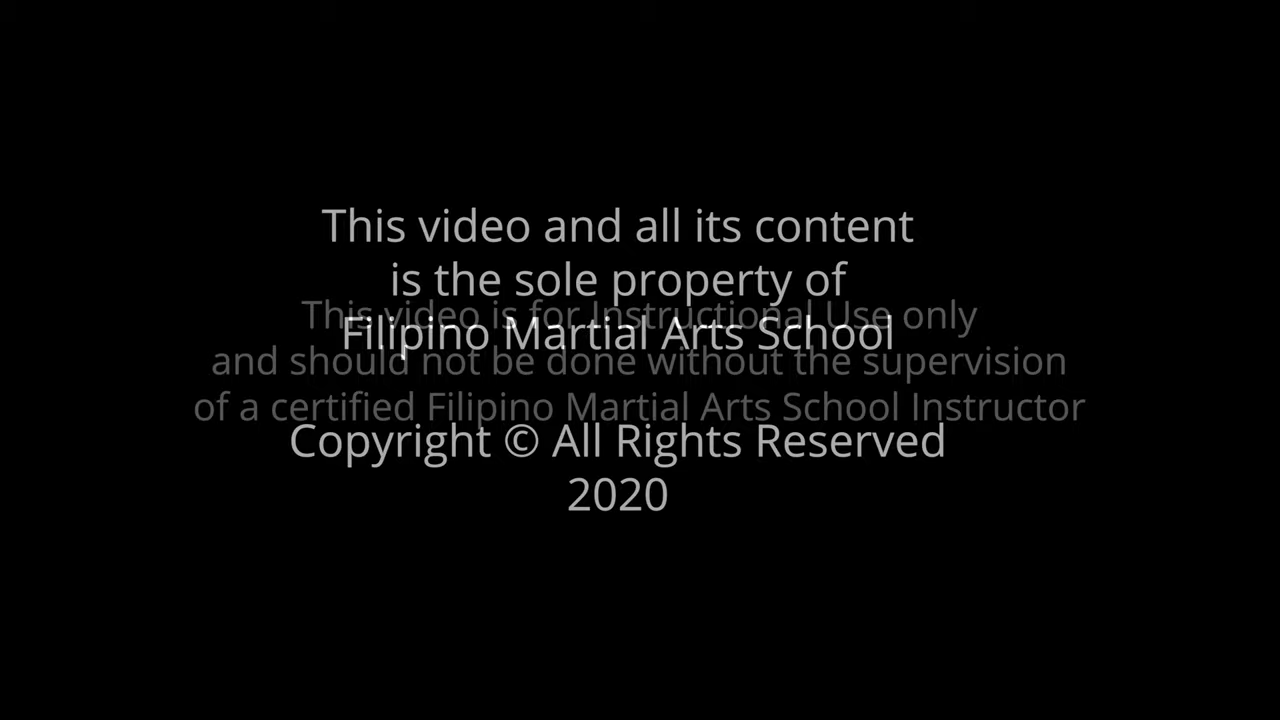 This video and all its content
is the sole property of
Filipino Martial Arts School
Copyright © All Rights Reserved
2020
This video is for Instructional Use only
and should not be done without the supervision
of a certified Filipino Martial Arts School Instructor